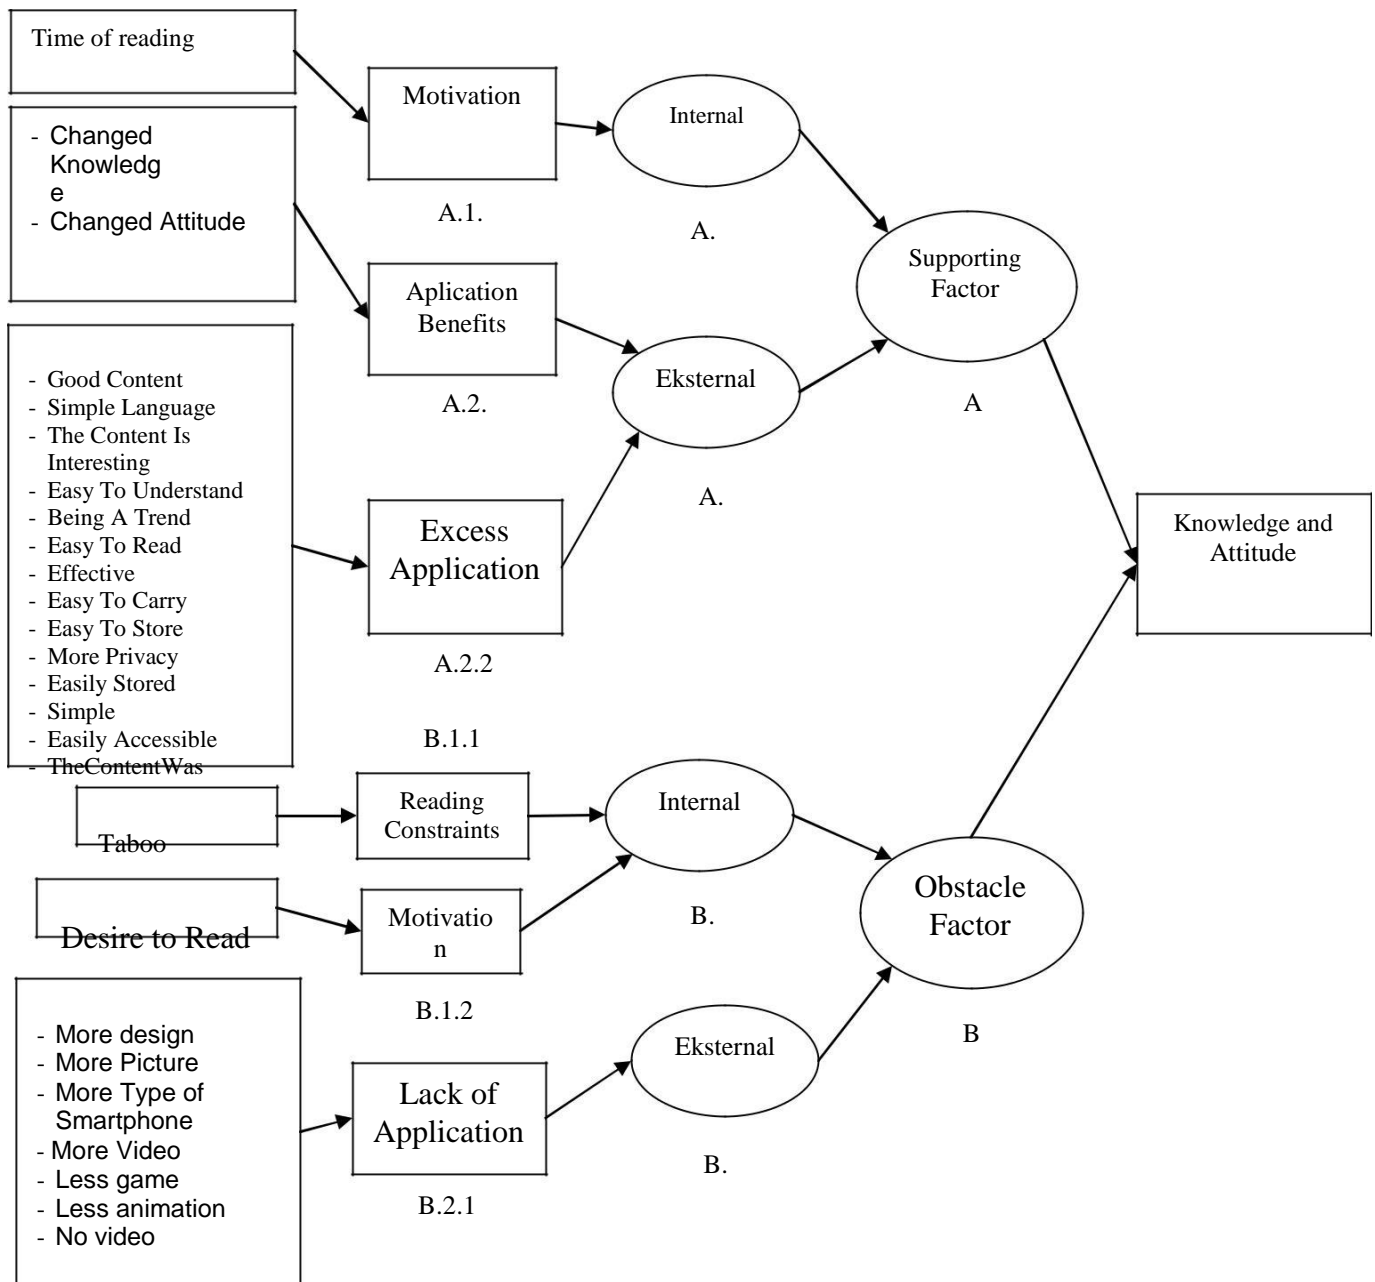 Time of reading
Motivation
Internal
- Changed
Knowledg
e
- Changed Attitude
A.1.
A.
Supporting
Factor
Aplication
Benefits
Eksternal
A.2.
A
- Good Content
- Simple Language
- The Content Is
Interesting
- Easy To Understand
- Being A Trend
- Easy To Read
- Effective
- Easy To Carry
- Easy To Store
- More Privacy
- Easily Stored
- Simple
- Easily Accessible
- TheContentWas
A.
Excess
Application
Knowledge and
Attitude
A.2.2
B.1.1
Taboo
Reading
Constraints
Internal
Obstacle
Factor
Desire to Read
Motivatio
n
B.
B.1.2
B
- More design
- More Picture
- More Type of
Smartphone
- More Video
- Less game
- Less animation
- No video
Lack of
Application
Eksternal
B.
B.2.1